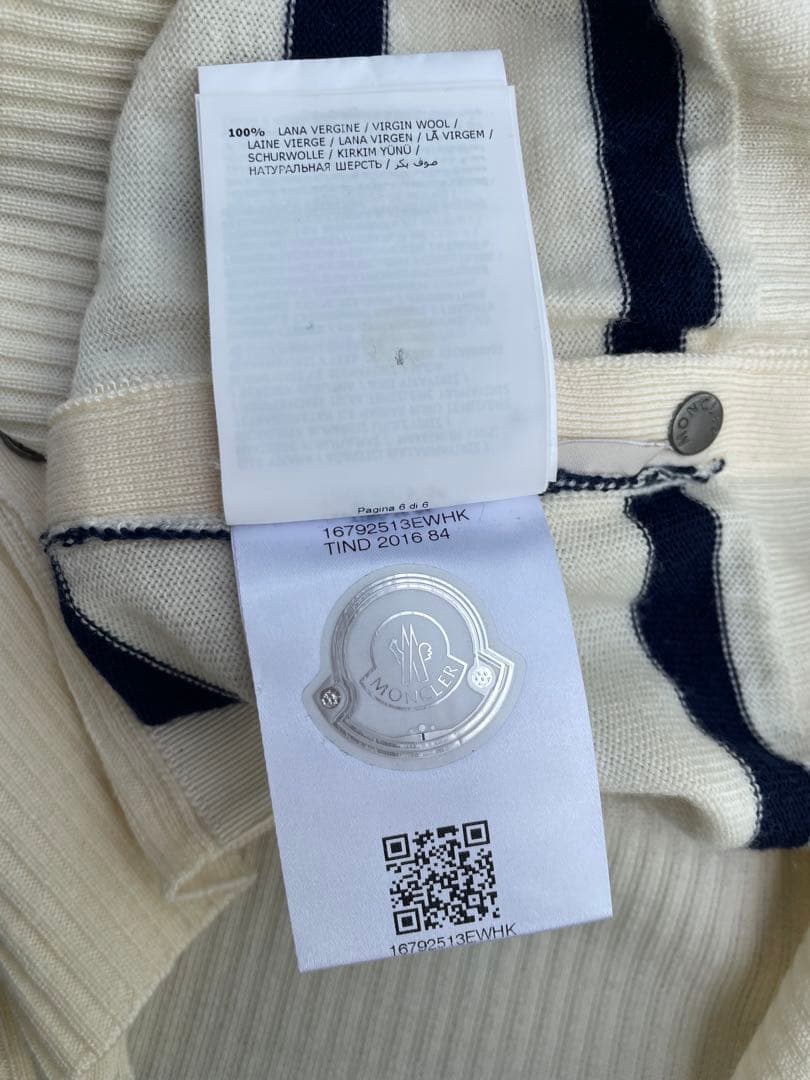 100% LANA VERGINE / VIRGIN WOOL /
LAINE VIERGE / LANA VIRGEN / LÃ VIRGEM /
SCHURWOLLE / KIRKIM YÜNÜ /
НАТУРАЛЬНАЯ ШЕРСТЬ / صوف بكر
Pagina 6 di 6
16792513EWHK
TIND 2016 84
MONCLER
16792513EWHK